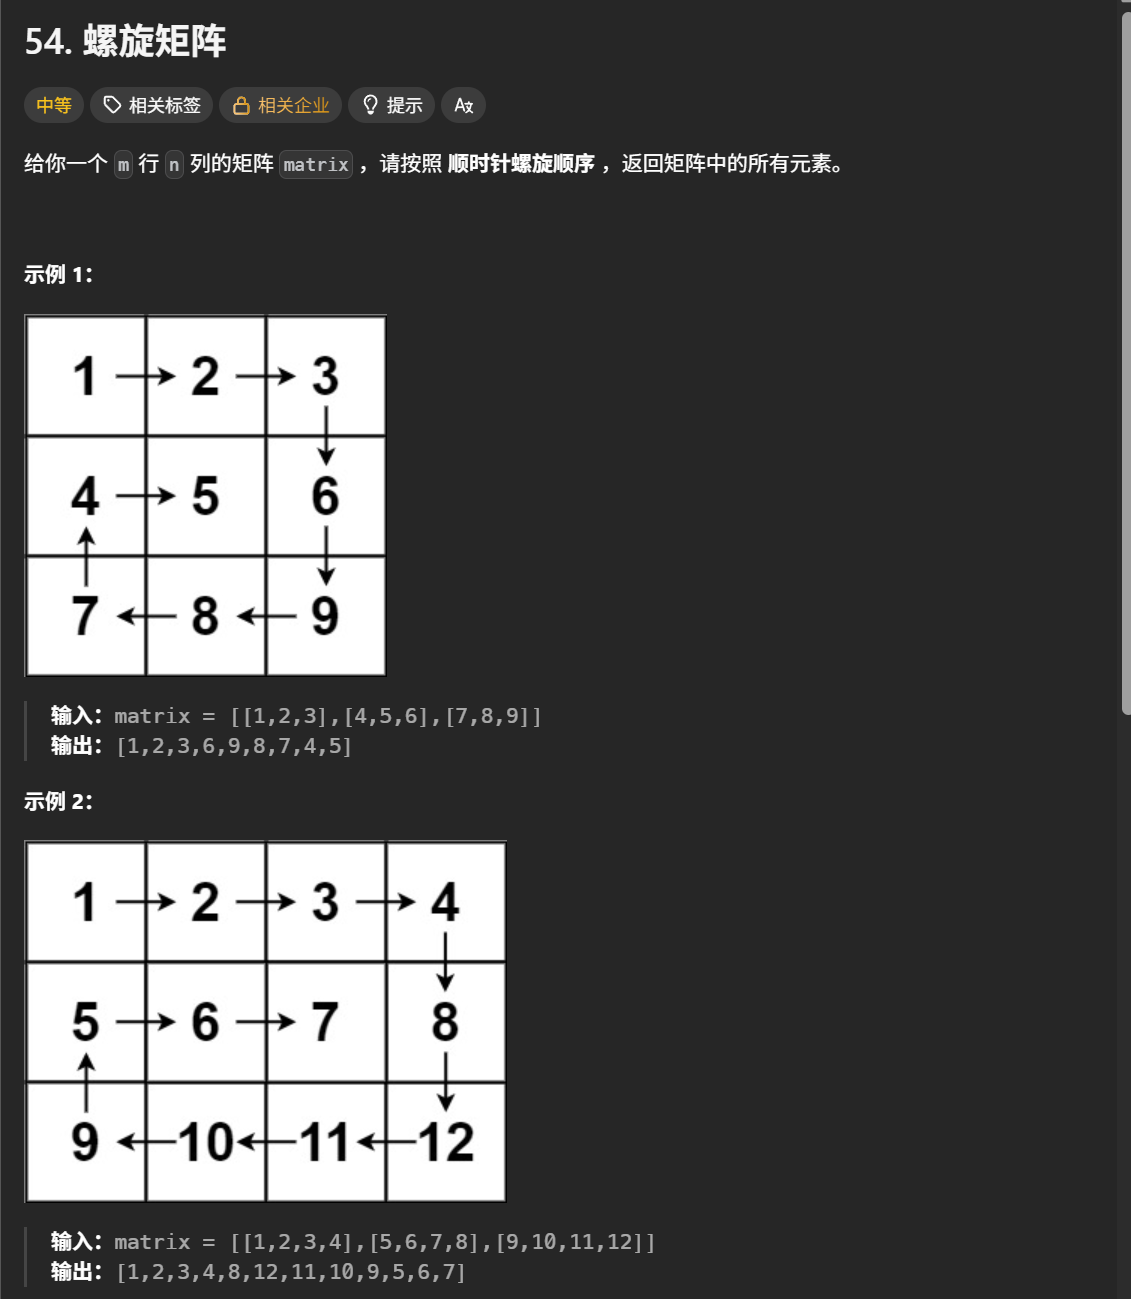 54. 螺旋矩阵
中等 相关标签 相关企业 提示 A文
给你一个 m 行 n 列的矩阵 matrix ，请按照 顺时针螺旋顺序 ，返回矩阵中的所有元素。
示例 1：
1 2 3
4 5 6
7 8 9
输入：matrix = [[1,2,3],[4,5,6],[7,8,9]]
输出：[1,2,3,6,9,8,7,4,5]
示例 2：
1 2 3 4
5 6 7 8
9 10 11 12
输入：matrix = [[1,2,3,4],[5,6,7,8],[9,10,11,12]]
输出：[1,2,3,4,8,12,11,10,9,5,6,7]